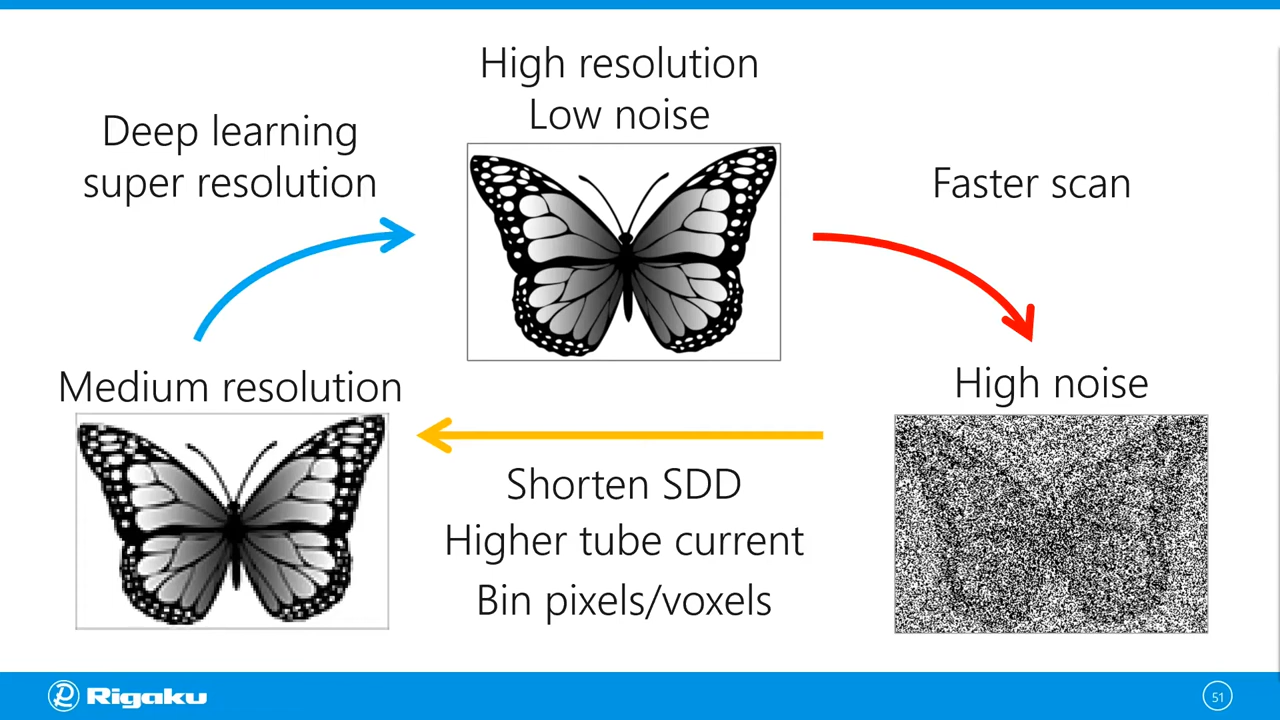 High resolution
Low noise
Deep learning
super resolution
Faster scan
Medium resolution
High noise
Shorten SDD
Higher tube current
Bin pixels/voxels
Rigaku
51